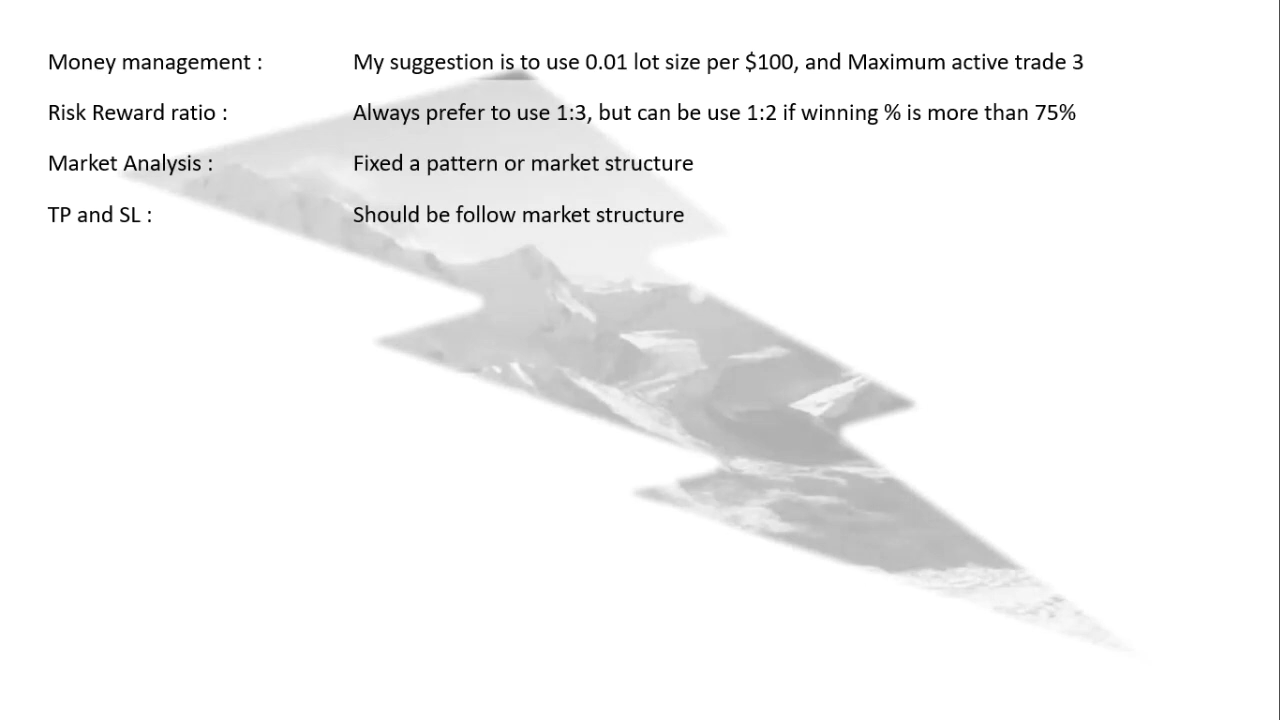 Money management : My suggestion is to use 0.01 lot size per $100, and Maximum active trade 3
Risk Reward ratio : Always prefer to use 1:3, but can be use 1:2 if winning % is more than 75%
Market Analysis : Fixed a pattern or market structure
TP and SL : Should be follow market structure